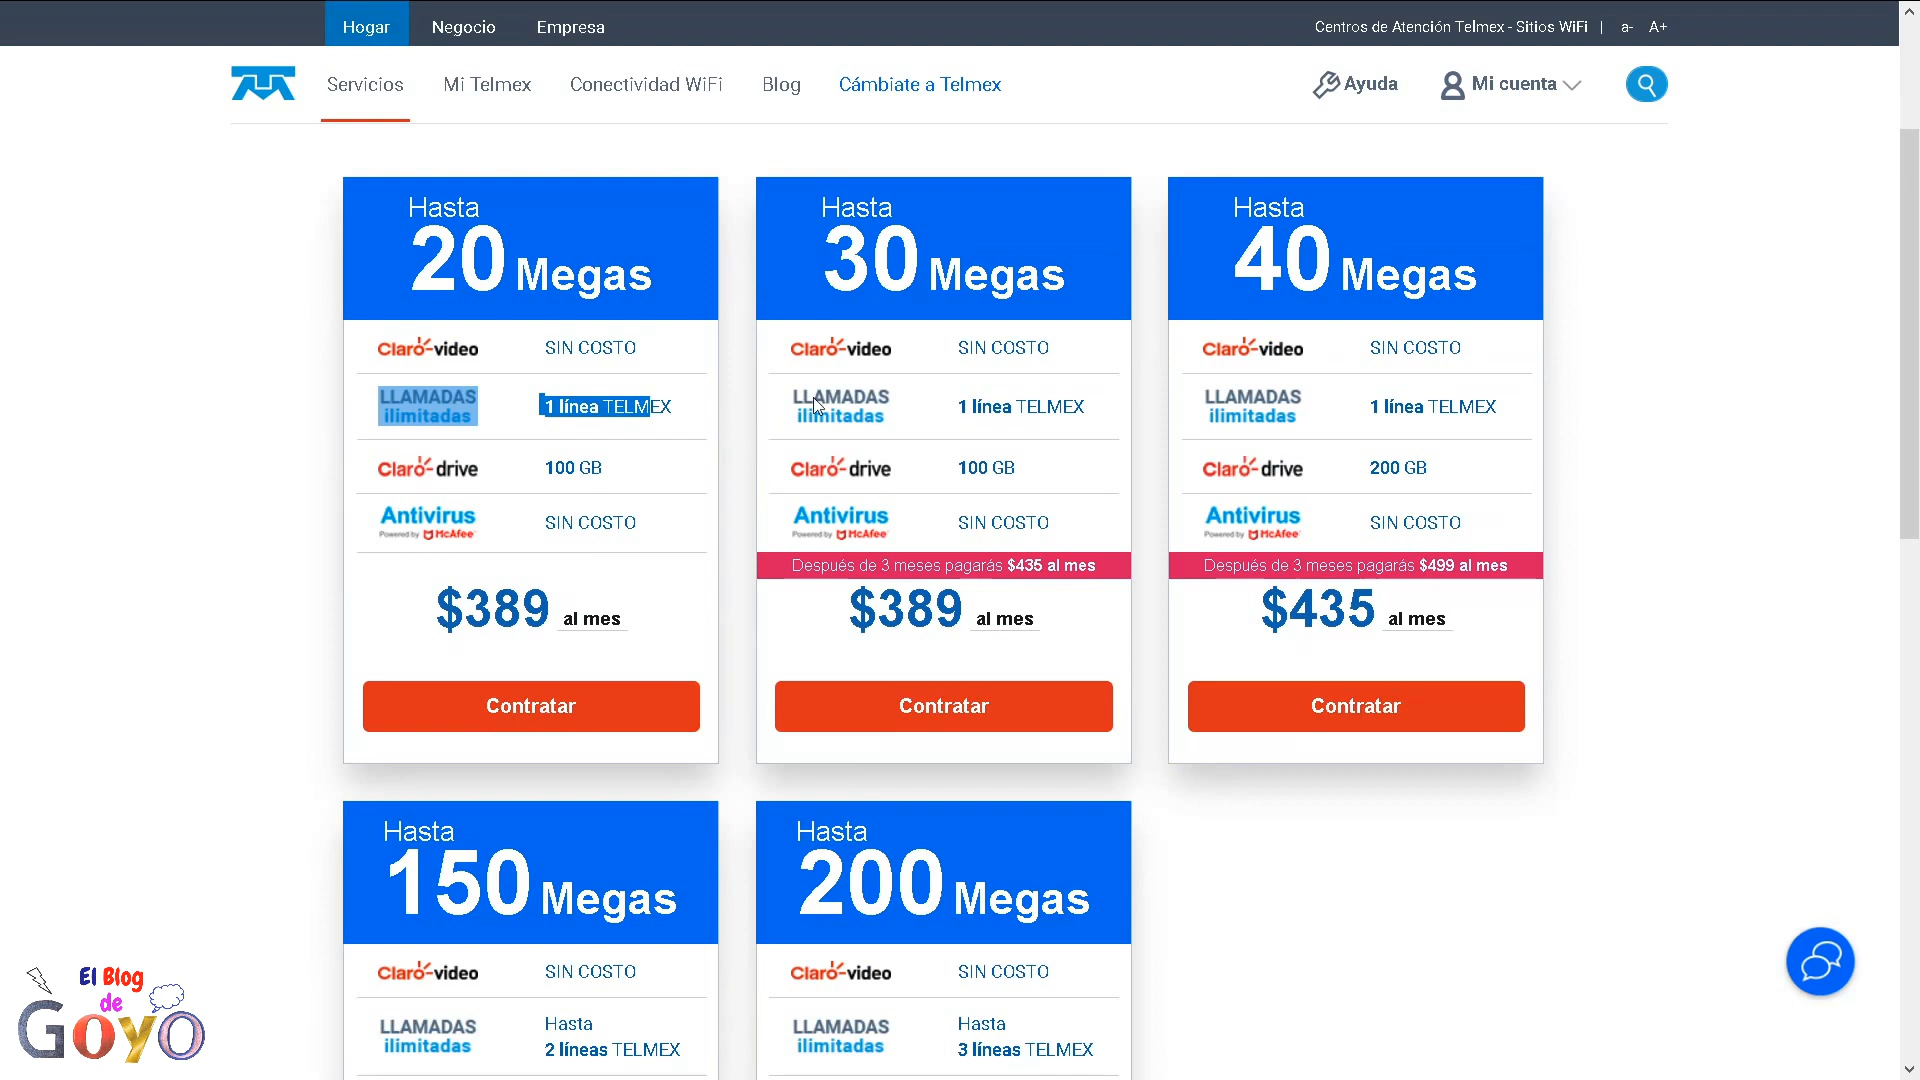 Hogar
Negocio
Empresa
Centros de Atención Telmex - Sitios WiFi | a- A+
Servicios
Mi Telmex
Conectividad WiFi
Blog
Cámbiate a Telmex
Ayuda
Mi cuenta
Hasta
20 Megas
Claro-video SIN COSTO
LLAMADAS
ilimitadas
1 línea TELMEX
Claro-drive 100 GB
Antivirus
Powered by McAfee
SIN COSTO
$389 al mes
Contratar
Hasta
30 Megas
Claro-video SIN COSTO
LLAMADAS
ilimitadas
1 línea TELMEX
Claro-drive 100 GB
Antivirus
Powered by McAfee
SIN COSTO
Después de 3 meses pagarás $435 al mes
$389 al mes
Contratar
Hasta
40 Megas
Claro-video SIN COSTO
LLAMADAS
ilimitadas
1 línea TELMEX
Claro-drive 200 GB
Antivirus
Powered by McAfee
SIN COSTO
Después de 3 meses pagarás $499 al mes
$435 al mes
Contratar
Hasta
150 Megas
Claro-video SIN COSTO
LLAMADAS
ilimitadas
Hasta
2 líneas TELMEX
Hasta
200 Megas
Claro-video SIN COSTO
LLAMADAS
ilimitadas
Hasta
3 líneas TELMEX
El Blog
de
GOYO